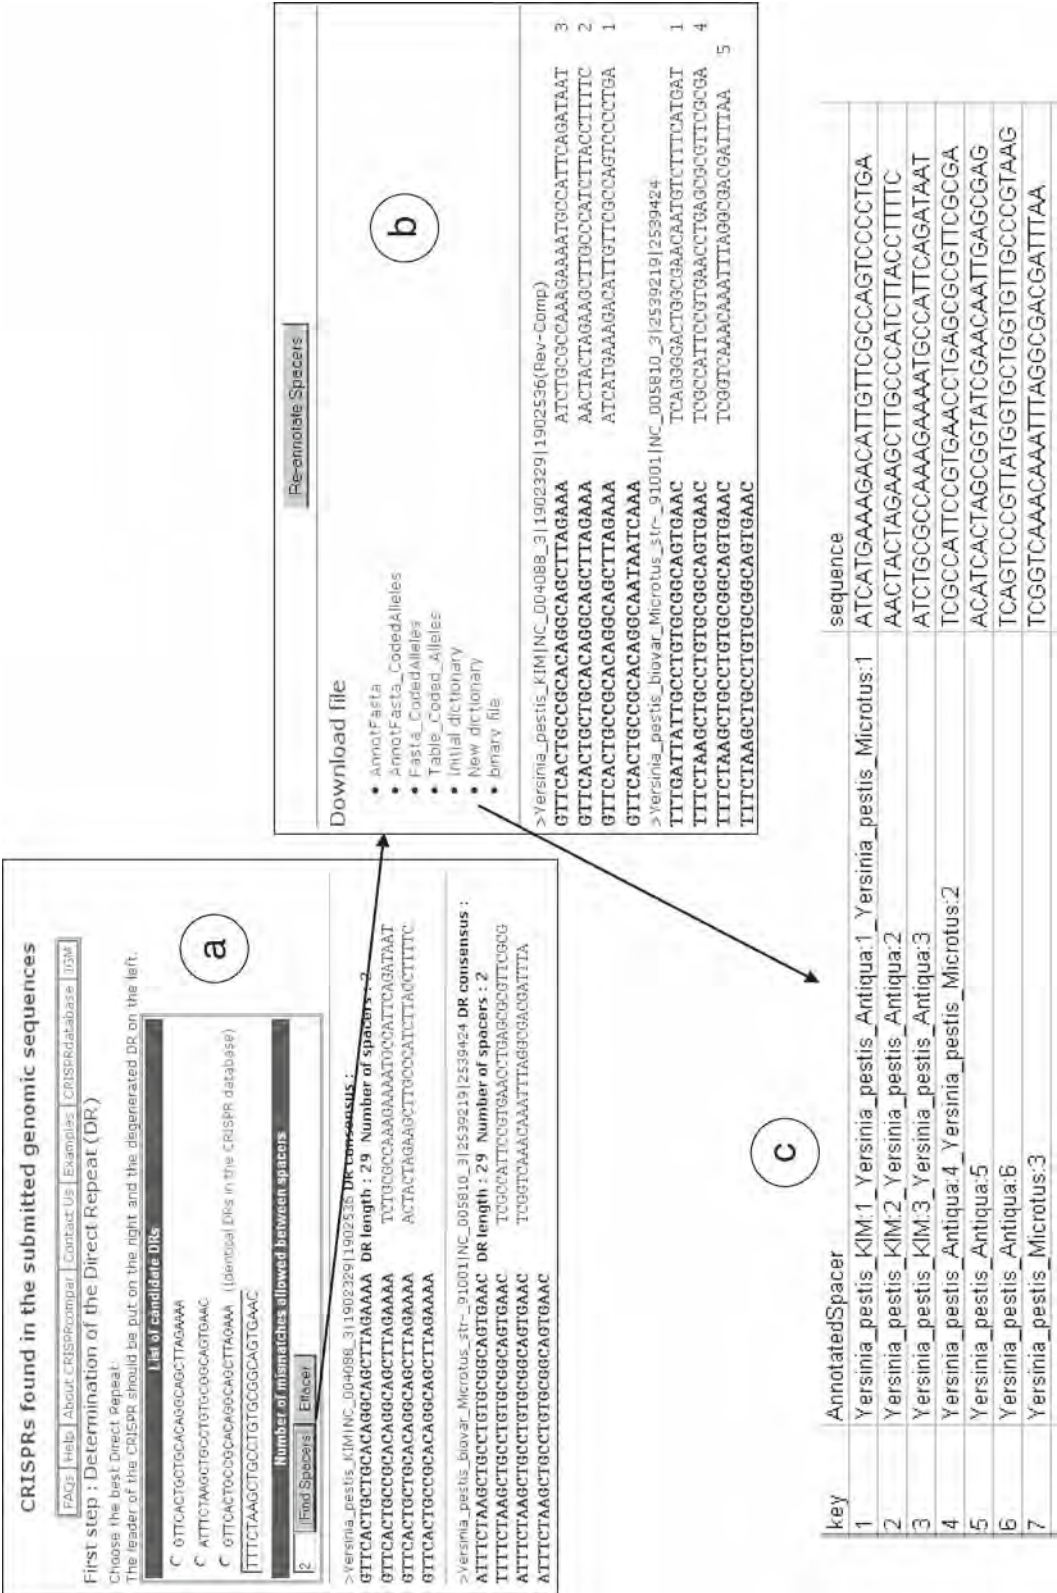 CRISPRs found in the submitted genomic sequences
FAQs Help About CRISPRcompar Contact Us Examples CRISPRdatabase IGM
First step : Determination of the Direct Repeat (DR)
Choose the best Direct Repeat:
The leader of the CRISPR should be put on the right and the degenerated DR on the left.
List of candidate DRs
GTTCACTGCTGCACAGGCAGCTTAGAAA
ATTTCTAAGCTGCCTGTGCGGCAGTGAAC
GTTCACTGCCGCACAGGCAGCTTAGAAA (Identical DRs in the CRISPR database)
TTTCTAAGCTGCCTGTGCGGCAGTGAAC
Number of mismatches allowed between spacers
2 Find Spacers Effacer
a
>Yersinia_pestis_KIM|NC_004088_3|1902329|1902536 DR consensus :
GTTCACTGCTGCACAGGCAGCTTAGAAAA DR length : 29 Number of spacers : 2
GTTCACTGCCGCACAGGCAGCTTAGAAAA TCTGCGCCAAAGAAAATGCCATTCAGATAAT
GTTCACTGCTGCACAGGCAGCTTAGAAAA ACTACTAGAAGCTTGCCCATCTTACCTTTTC
GTTCACTGCCGCACAGGCAGCTTAGAAAA
>Yersinia_pestis_biovar_Microtus_str-_91001|NC_005810_3|2539219|2539424 DR consensus :
ATTTCTAAGCTGCCTGTGCGGCAGTGAAC DR length : 29 Number of spacers : 2
TTTTCTAAGCTGCCTGTGCGGCAGTGAAC TCGCCATTCCGTGAACCTGAGCGCGTTCGCG
ATTTCTAAGCTGCCTGTGCGGCAGTGAAC TCGGTCAAACAAATTTAGGCGACGATTTA
ATTTCTAAGCTGCCTGTGCGGCAGTGAAC
Re-annotate Spacers
Download file
• AnnotFasta
• AnnotFasta_CodedAlleles
• Fasta_CodedAlleles
• Table_Coded_Alleles
• Initial dictionary
• New dictionary
• binary file
b
>Yersinia_pestis_KIM|NC_004088_3|1902329|1902536(Rev-Comp)
GTTCACTGCCGCACAGGCAGCTTAGAAA ATCTGCGCCAAAGAAAATGCCATTCAGATAAT 3
GTTCACTGCTGCACAGGCAGCTTAGAAA AACTACTAGAAGCTTGCCCATCTTACCTTTTC 2
GTTCACTGCCGCACAGGCAGCTTAGAAA ATCATGAAAGACATTGTTCGCCAGTCCCCTGA 1
GTTCACTGCCGCACAGGCAATAATCAAA
>Yersinia_pestis_biovar_Microtus_str-_91001|NC_005810_3|2539219|2539424
TTTGATTATTGCCTGTGCGGCAGTGAAC TCAGGGGACTGGCGAACAATGTCTTTCATGAT 1
TTTCTAAGCTGCCTGTGCGGCAGTGAAC TCGCCATTCCGTGAACCTGAGCGCGTTCGCGA 4
TTTCTAAGCTGCCTGTGCGGCAGTGAAC TCGGTCAAACAAATTTAGGCGACGATTTAA 5
TTTCTAAGCTGCCTGTGCGGCAGTGAAC
c
key AnnotatedSpacer sequence
1 Yersinia_pestis_KIM:1_Yersinia_pestis_Antiqua:1_Yersinia_pestis_Microtus:1 ATCATGAAAGACATTGTTCGCCAGTCCCCTGA
2 Yersinia_pestis_KIM:2_Yersinia_pestis_Antiqua:2 AACTACTAGAAGCTTGCCCATCTTACCTTTTC
3 Yersinia_pestis_KIM:3_Yersinia_pestis_Antiqua:3 ATCTGCGCCAAAGAAAATGCCATTCAGATAAT
4 Yersinia_pestis_Antiqua:4_Yersinia_pestis_Microtus:2 TCGCCATTCCGTGAACCTGAGCGCGTTCGCGA
5 Yersinia_pestis_Antiqua:5 ACATCACTAGCGGTATCGAACAATTGAGCGAG
6 Yersinia_pestis_Antiqua:6 TCAGTCCCGTTATGGTGCTGGTGTTGCCCGTAAG
7 Yersinia_pestis_Microtus:3 TCGGTCAAACAAATTTAGGCGACGATTTAA